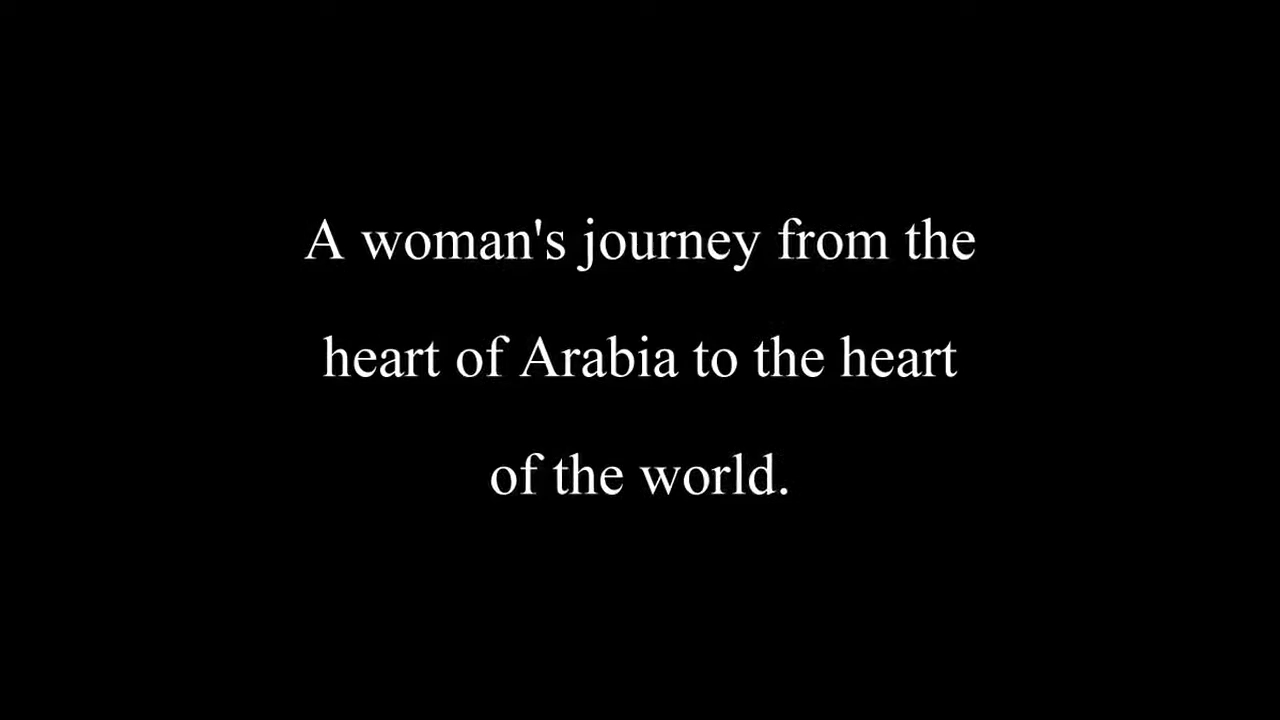 A woman's journey from the
heart of Arabia to the heart
of the world.